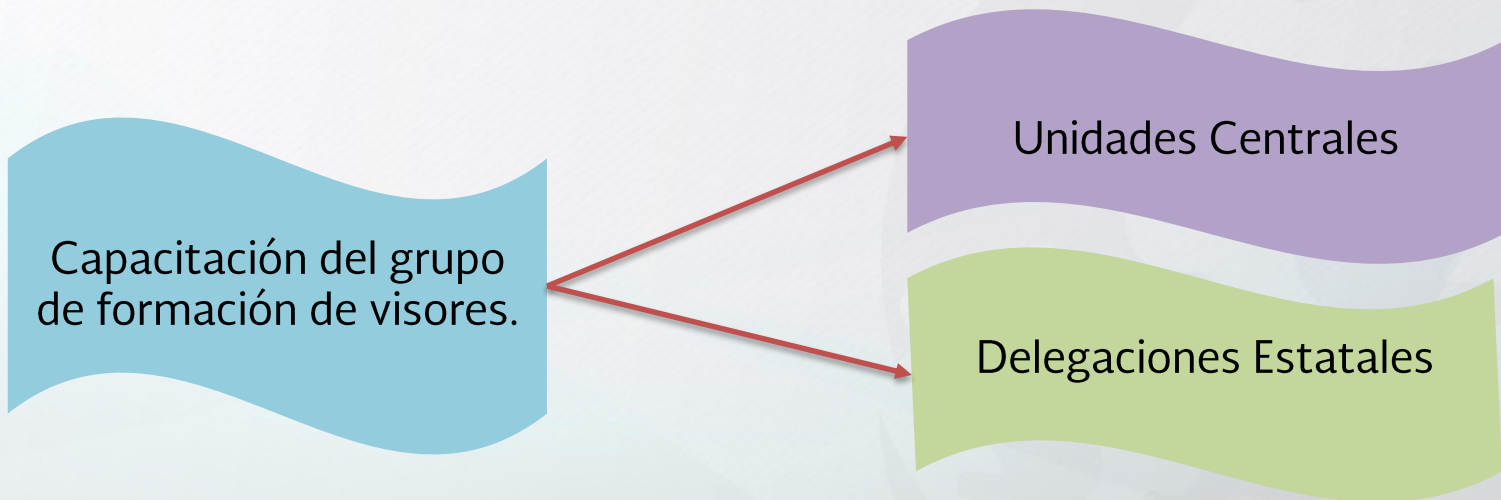 Capacitación del grupo
de formación de visores.
Unidades Centrales
Delegaciones Estatales